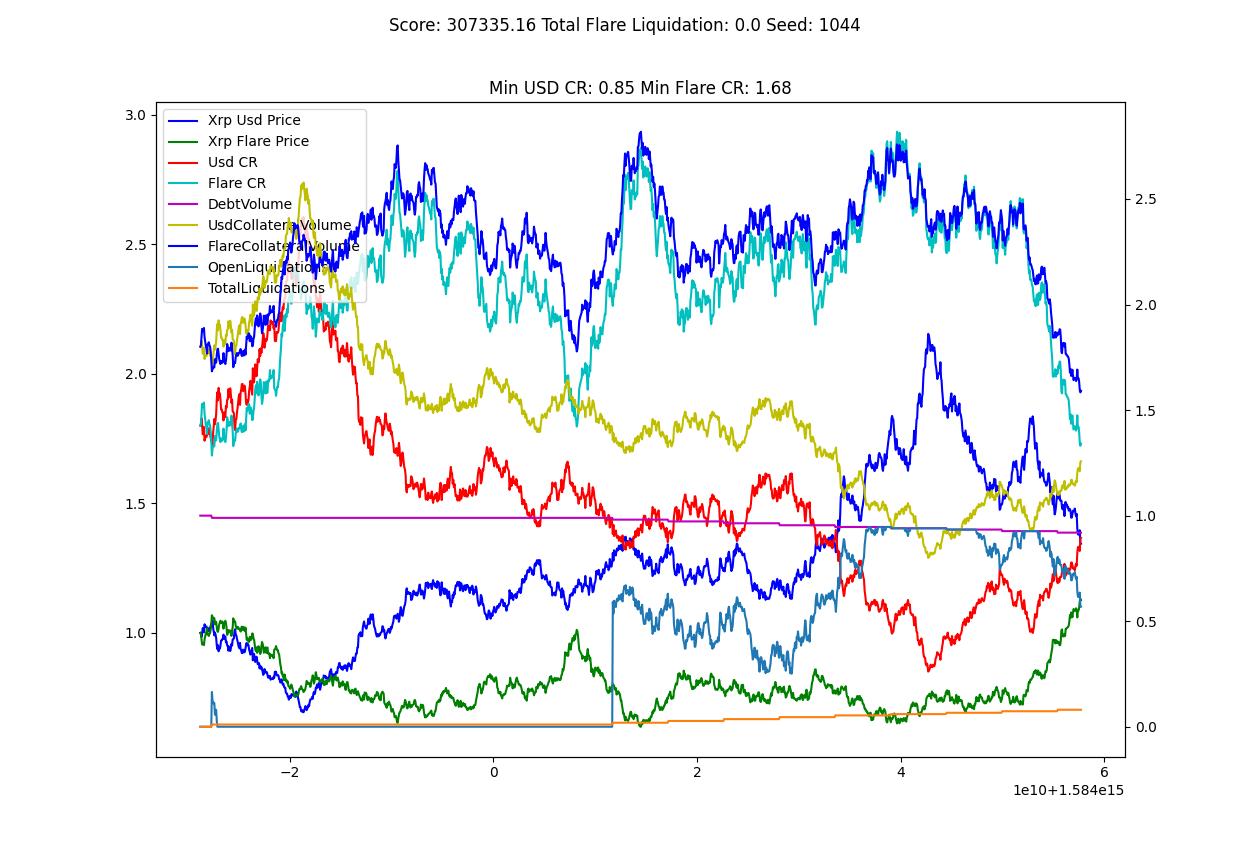 Score: 307335.16 Total Flare Liquidation: 0.0 Seed: 1044
Min USD CR: 0.85 Min Flare CR: 1.68
Xrp Usd Price
Xrp Flare Price
Usd CR
Flare CR
DebtVolume
UsdCollateralVolume
FlareCollateralVolume
OpenLiquidations
TotalLiquidations
3.0
2.5
2.0
1.5
1.0
2.5
2.0
1.5
1.0
0.5
0.0
−2
0
2
4
6
1e10+1.584e15